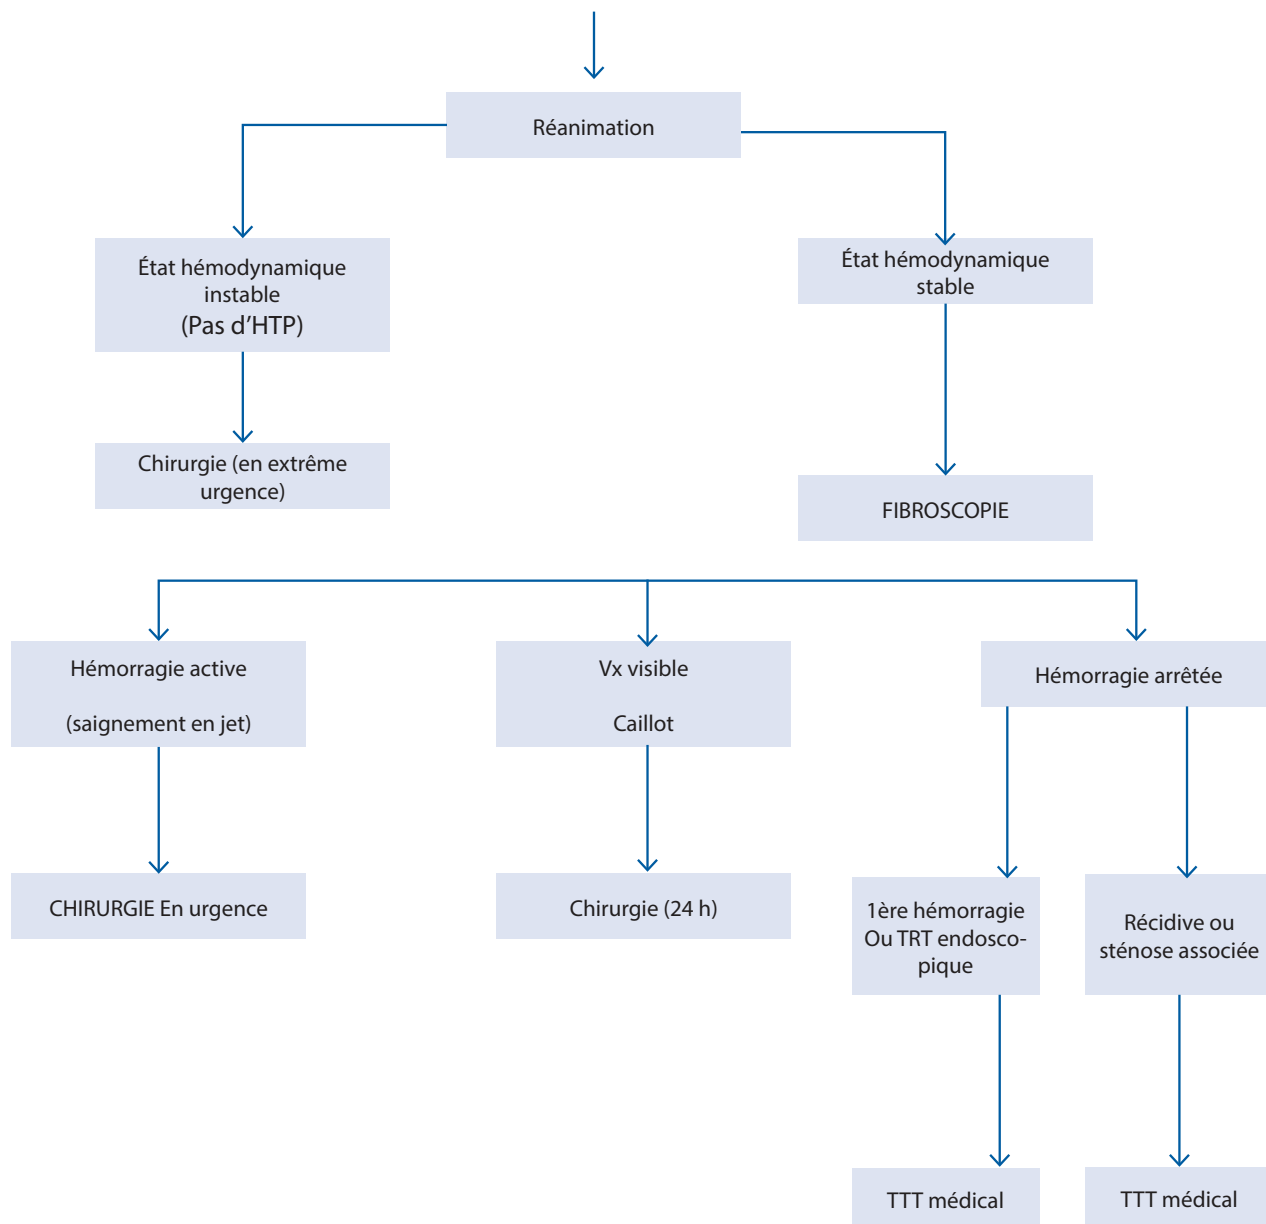 Réanimation
État hémodynamique
instable
(Pas d’HTP)
État hémodynamique
stable
Chirurgie (en extrême
urgence)
FIBROSCOPIE
Hémorragie active
(saignement en jet)
Vx visible
Caillot
Hémorragie arrêtée
CHIRURGIE En urgence
Chirurgie (24 h)
1ère hémorragie
Ou TRT endosco-
pique
Récidive ou
sténose associée
TTT médical
TTT médical